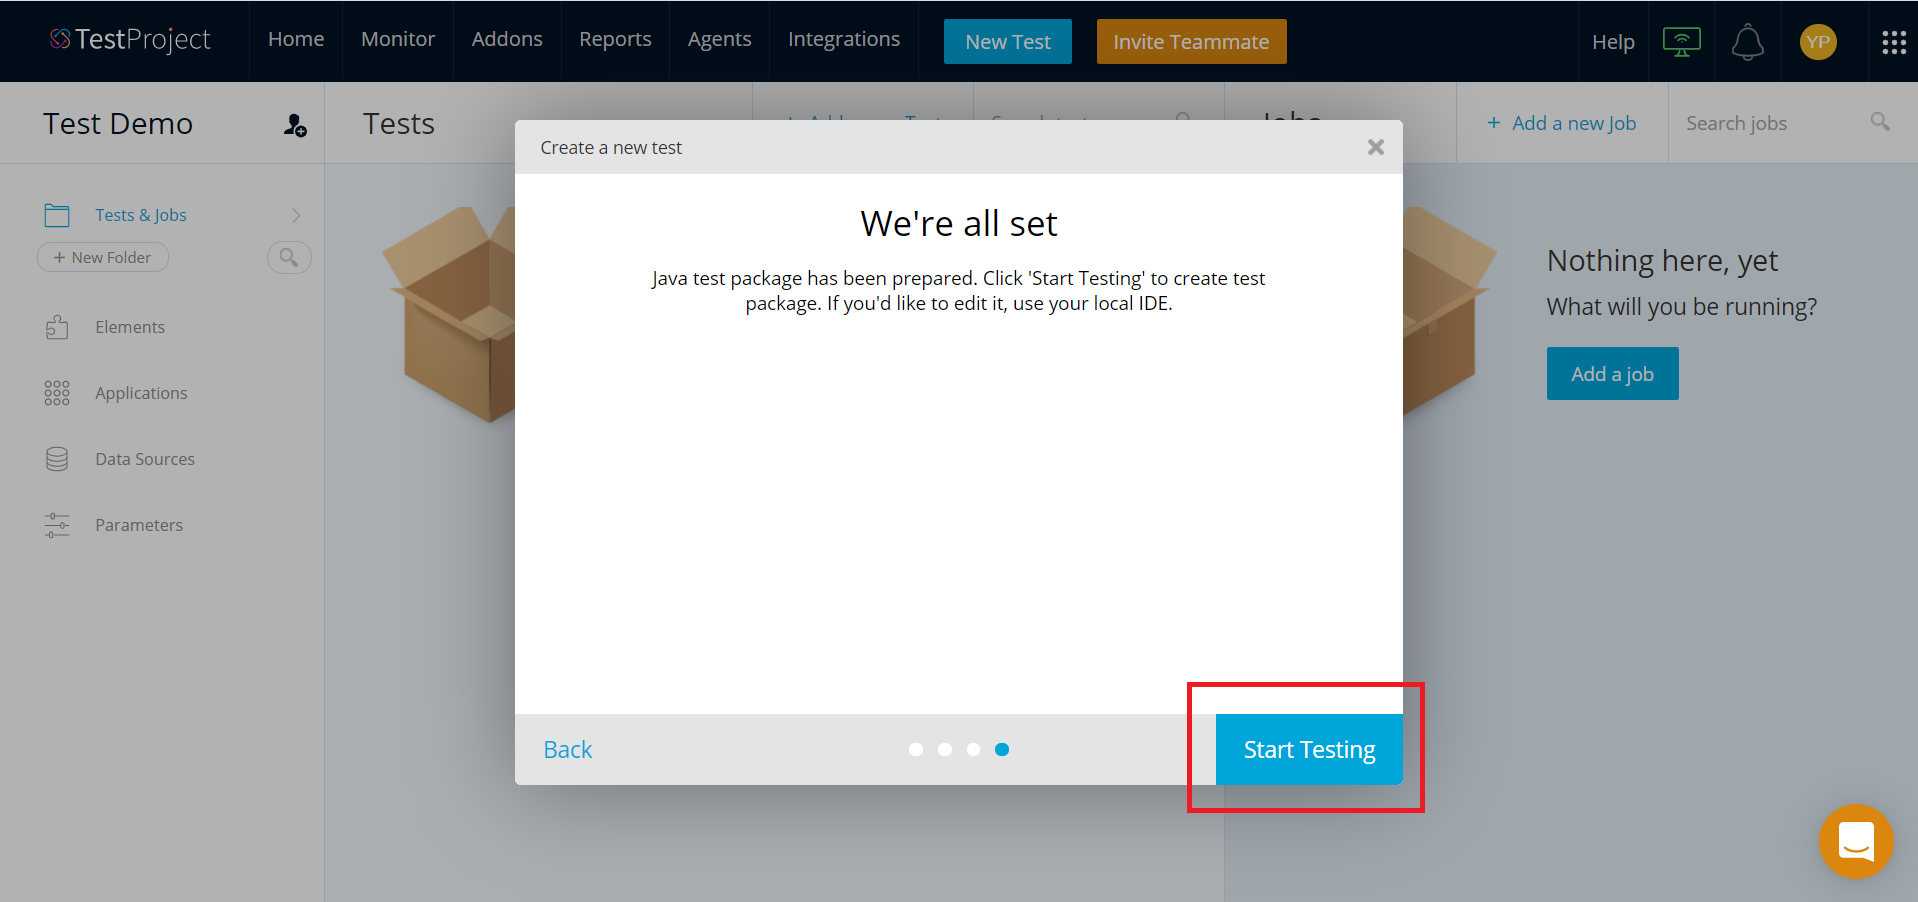 TestProject
Home
Monitor
Addons
Reports
Agents
Integrations
New Test
Invite Teammate
Help
YP
Test Demo
Tests
+ Add a new Job
Search jobs
Create a new test
Tests & Jobs
+ New Folder
Elements
Applications
Data Sources
Parameters
We're all set
Java test package has been prepared. Click 'Start Testing' to create test
package. If you'd like to edit it, use your local IDE.
Nothing here, yet
What will you be running?
Add a job
Back
Start Testing